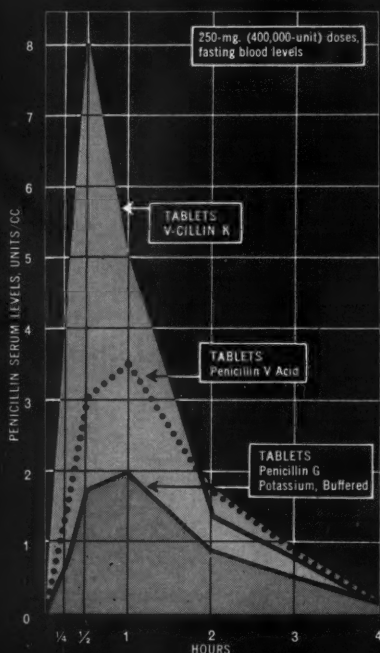 250-mg. (400,000-unit) doses,
fasting blood levels
8
7
6
5
4
3
2
1
0
PENICILLIN SERUM LEVELS, UNITS/CC
TABLETS
V-CILLIN K
TABLETS
Penicillin V Acid
TABLETS
Penicillin G
Potassium, Buffered
1/4 1/2 1 2 3 4
HOURS